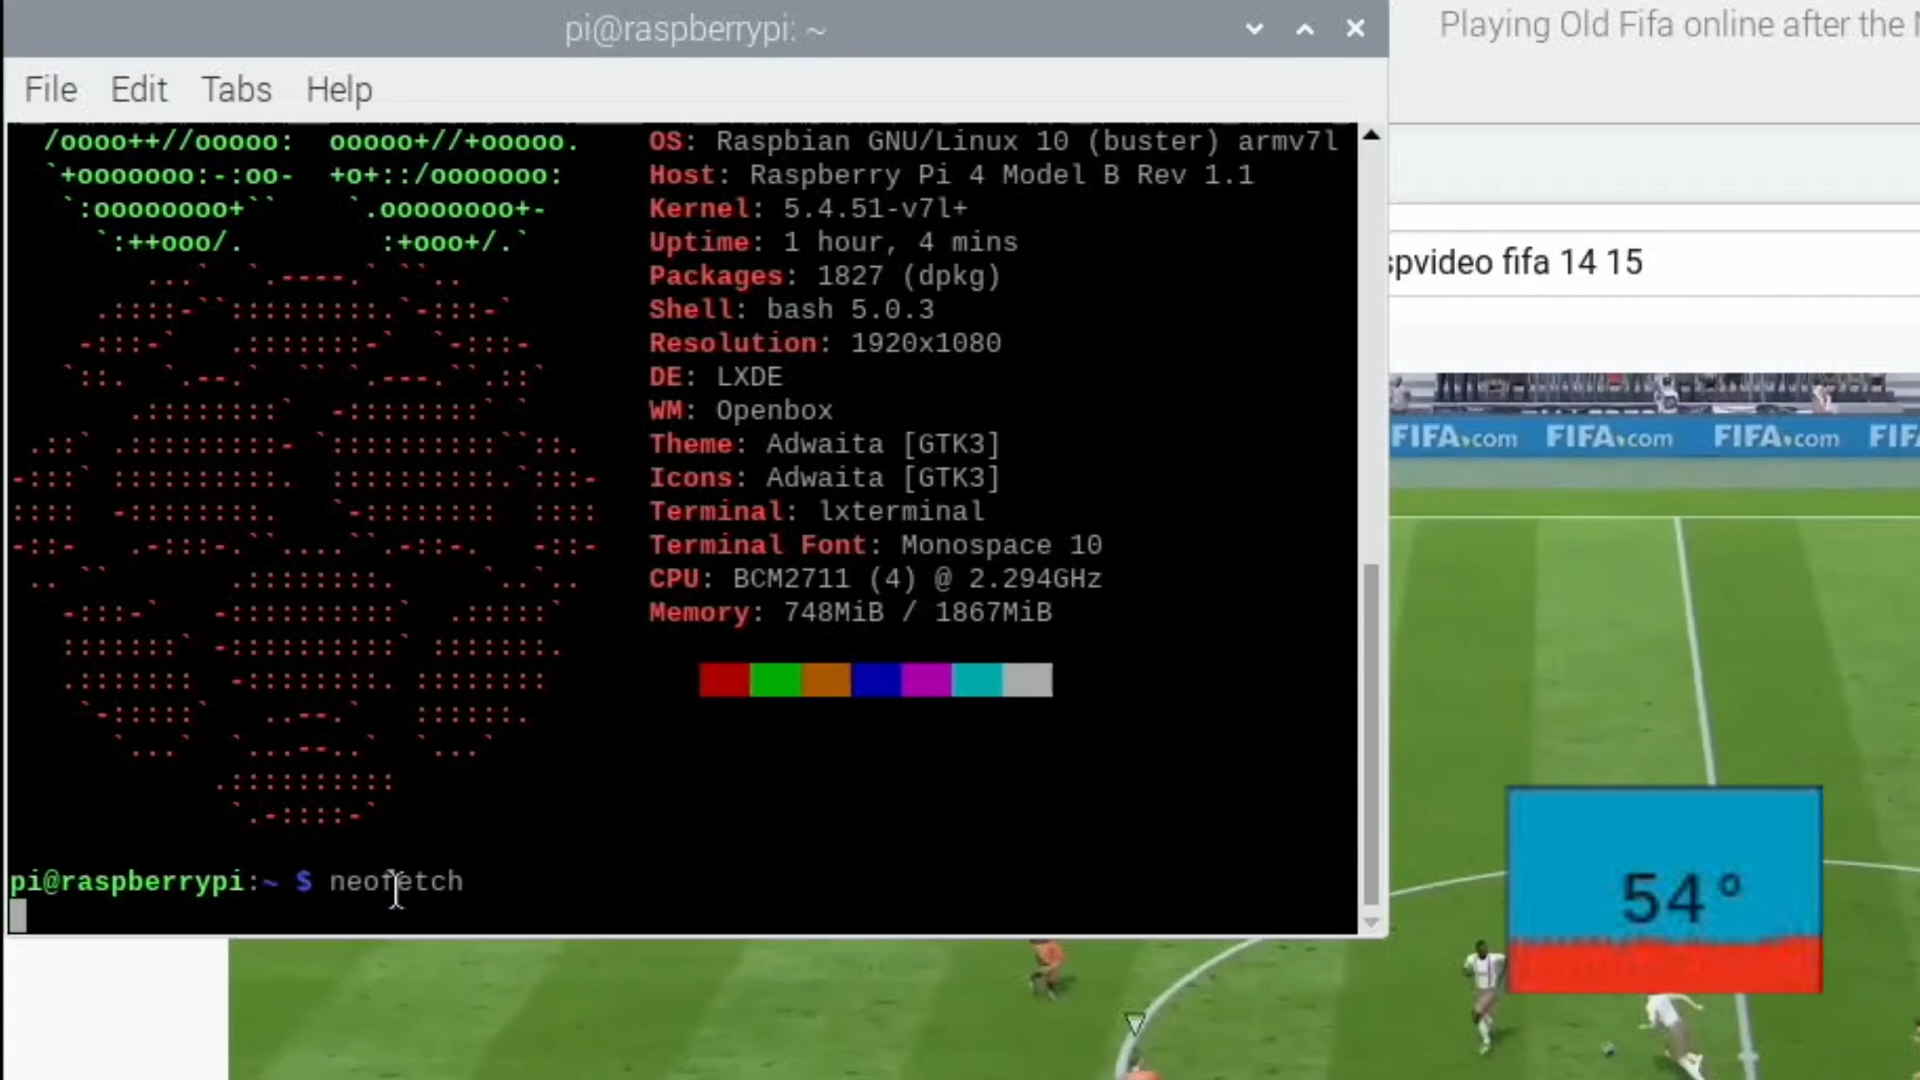 pi@raspberrypi: ~
Playing Old Fifa online after the
File Edit Tabs Help
OS: Raspbian GNU/Linux 10 (buster) armv7l
Host: Raspberry Pi 4 Model B Rev 1.1
Kernel: 5.4.51-v7l+
Uptime: 1 hour, 4 mins
Packages: 1827 (dpkg)
Shell: bash 5.0.3
Resolution: 1920x1080
DE: LXDE
WM: Openbox
Theme: Adwaita [GTK3]
Icons: Adwaita [GTK3]
Terminal: lxterminal
Terminal Font: Monospace 10
CPU: BCM2711 (4) @ 2.294GHz
Memory: 748MiB / 1867MiB
pi@raspberrypi:~ $ neofetch
spvideo fifa 14 15
FIFA.com FIFA.com FIFA.com FIF
54°